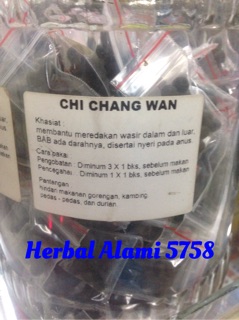 CHI CHANG WAN
Khasiat
membantu meredakan wasir dalam dan luar,
BAB ada darahnya, disertai nyeri pada anus.
Cara pakai:
Pengobatan: Diminum 3 X 1 bks, sebelum makan
Pencegahan: Diminum 1 X 1 bks, sebelum makan
Pantangan
Hindari makanan gorengan, kambing,
pedas - pedas, dan durian.
Herbal Alami 5758